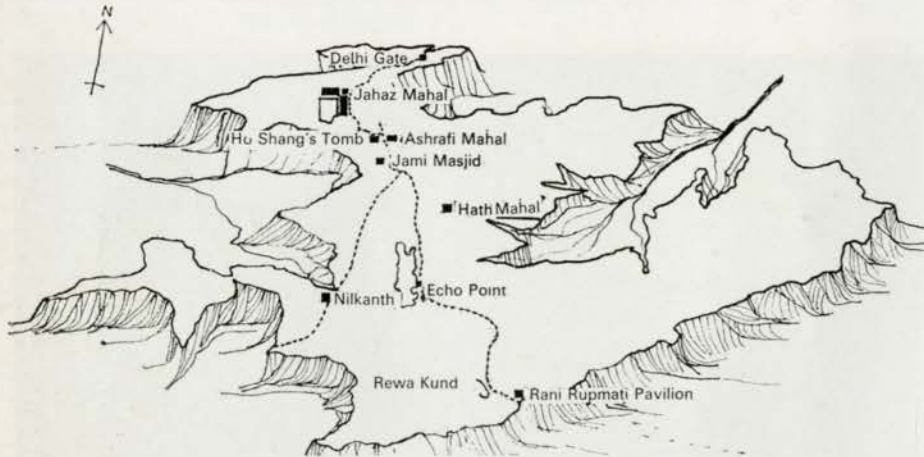 N
Delhi Gate
Jahaz Mahal
Ho Shang's Tomb
Ashrafi Mahal
Jami Masjid
Hath Mahal
Echo Point
Nilkanth
Rewa Kund
Rani Rupmati Pavilion